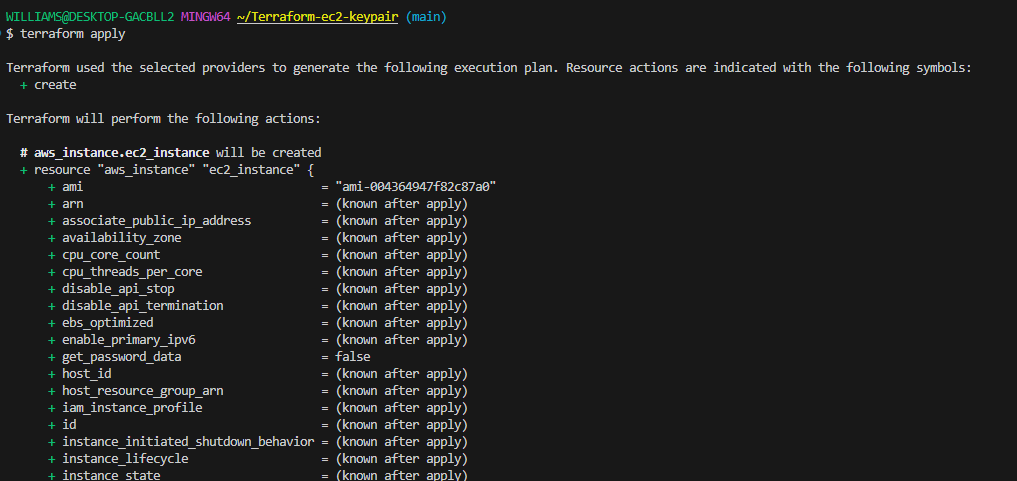 WILLIAMS@DESKTOP-GACBLL2 MINGW64 ~/Terraform-ec2-keypair (main)
$ terraform apply
Terraform used the selected providers to generate the following execution plan. Resource actions are indicated with the following symbols:
+ create
Terraform will perform the following actions:
# aws_instance.ec2_instance will be created
+ resource "aws_instance" "ec2_instance" {
+ ami = "ami-004364947f82c87a0"
+ arn = (known after apply)
+ associate_public_ip_address = (known after apply)
+ availability_zone = (known after apply)
+ cpu_core_count = (known after apply)
+ cpu_threads_per_core = (known after apply)
+ disable_api_stop = (known after apply)
+ disable_api_termination = (known after apply)
+ ebs_optimized = (known after apply)
+ enable_primary_ipv6 = (known after apply)
+ get_password_data = false
+ host_id = (known after apply)
+ host_resource_group_arn = (known after apply)
+ iam_instance_profile = (known after apply)
+ id = (known after apply)
+ instance_initiated_shutdown_behavior = (known after apply)
+ instance_lifecycle = (known after apply)
+ instance_state = (known after apply)